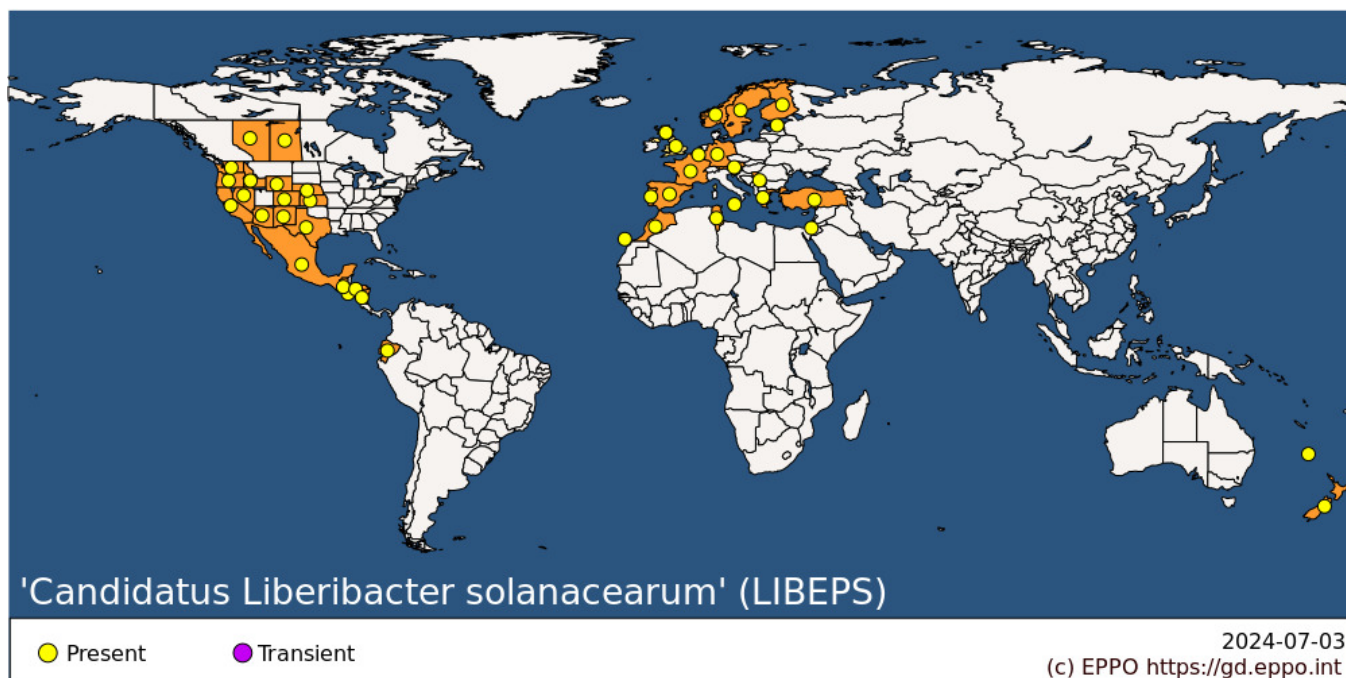 'Candidatus Liberibacter solanacearum' (LIBEPS)
Present
Transient
2024-07-03
(c) EPPO https://gd.eppo.int